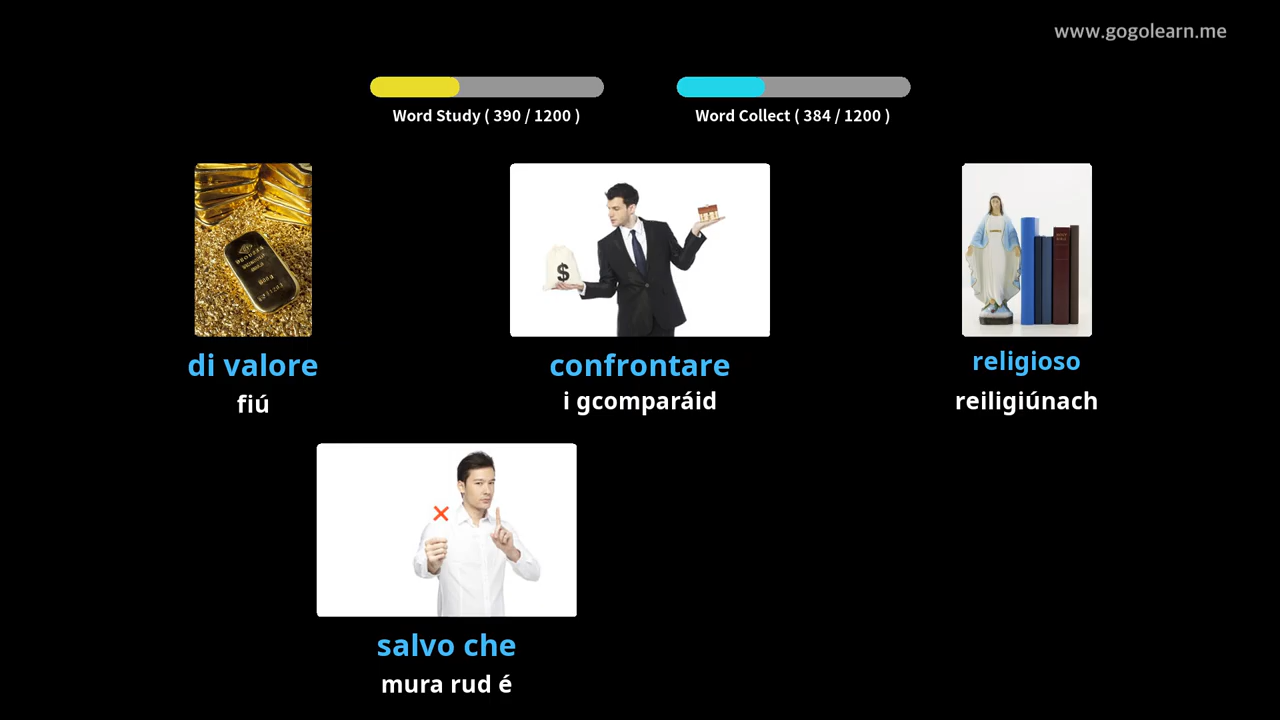 www.gogolearn.me
Word Study ( 390 / 1200 )
Word Collect ( 384 / 1200 )
$
di valore
fiú
confrontare
i gcomparáid
religioso
reiligiúnach
salvo che
mura rud é